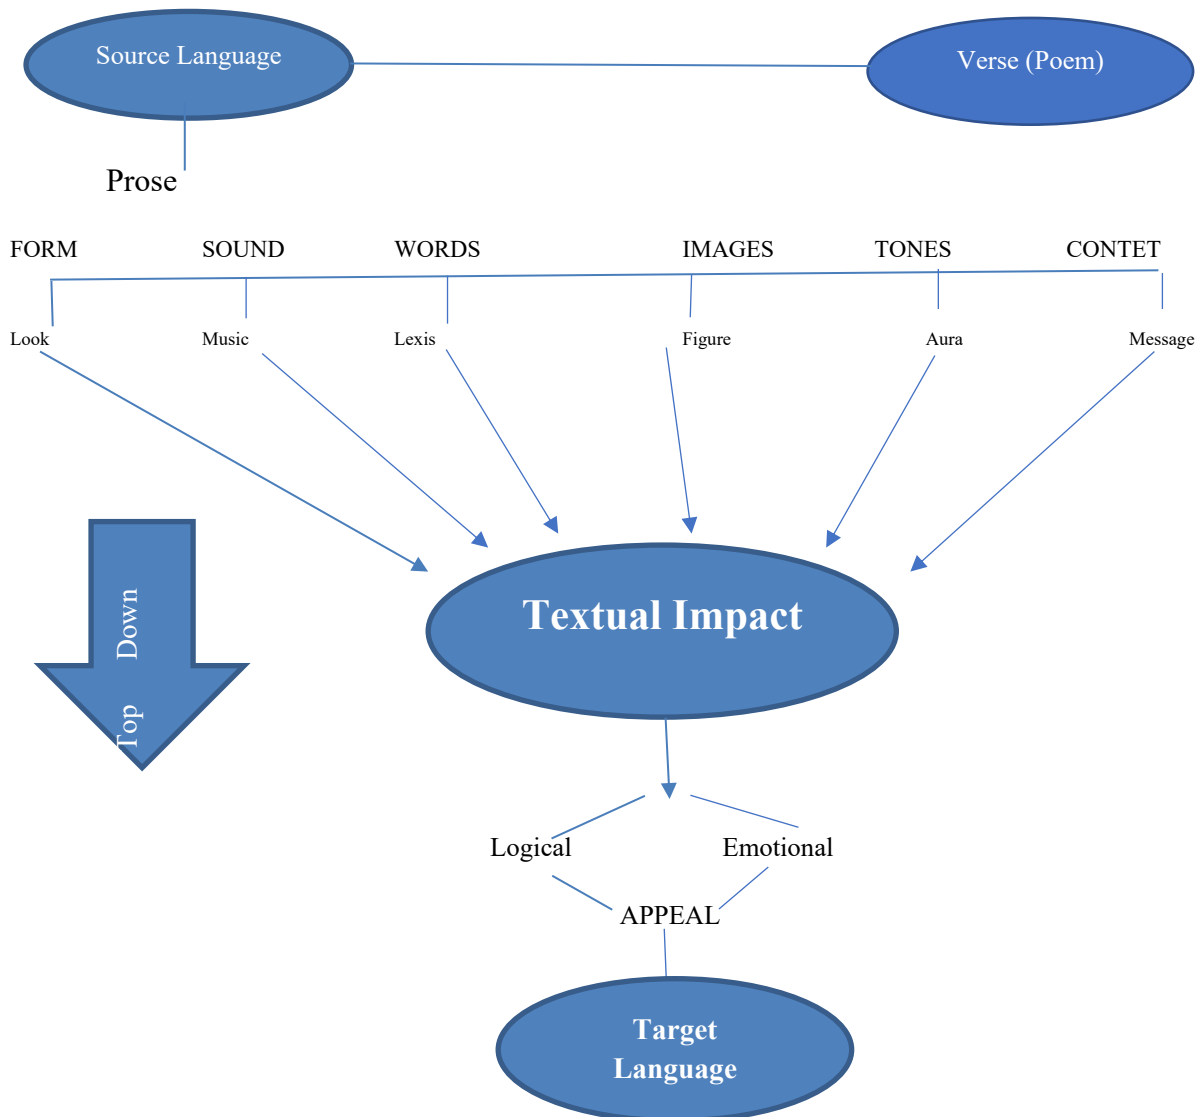 Source Language
Verse (Poem)
Prose
FORM SOUND WORDS IMAGES TONES CONTET
Look Music Lexis Figure Aura Message
Textual Impact
Top Down
Logical Emotional
APPEAL
Target
Language